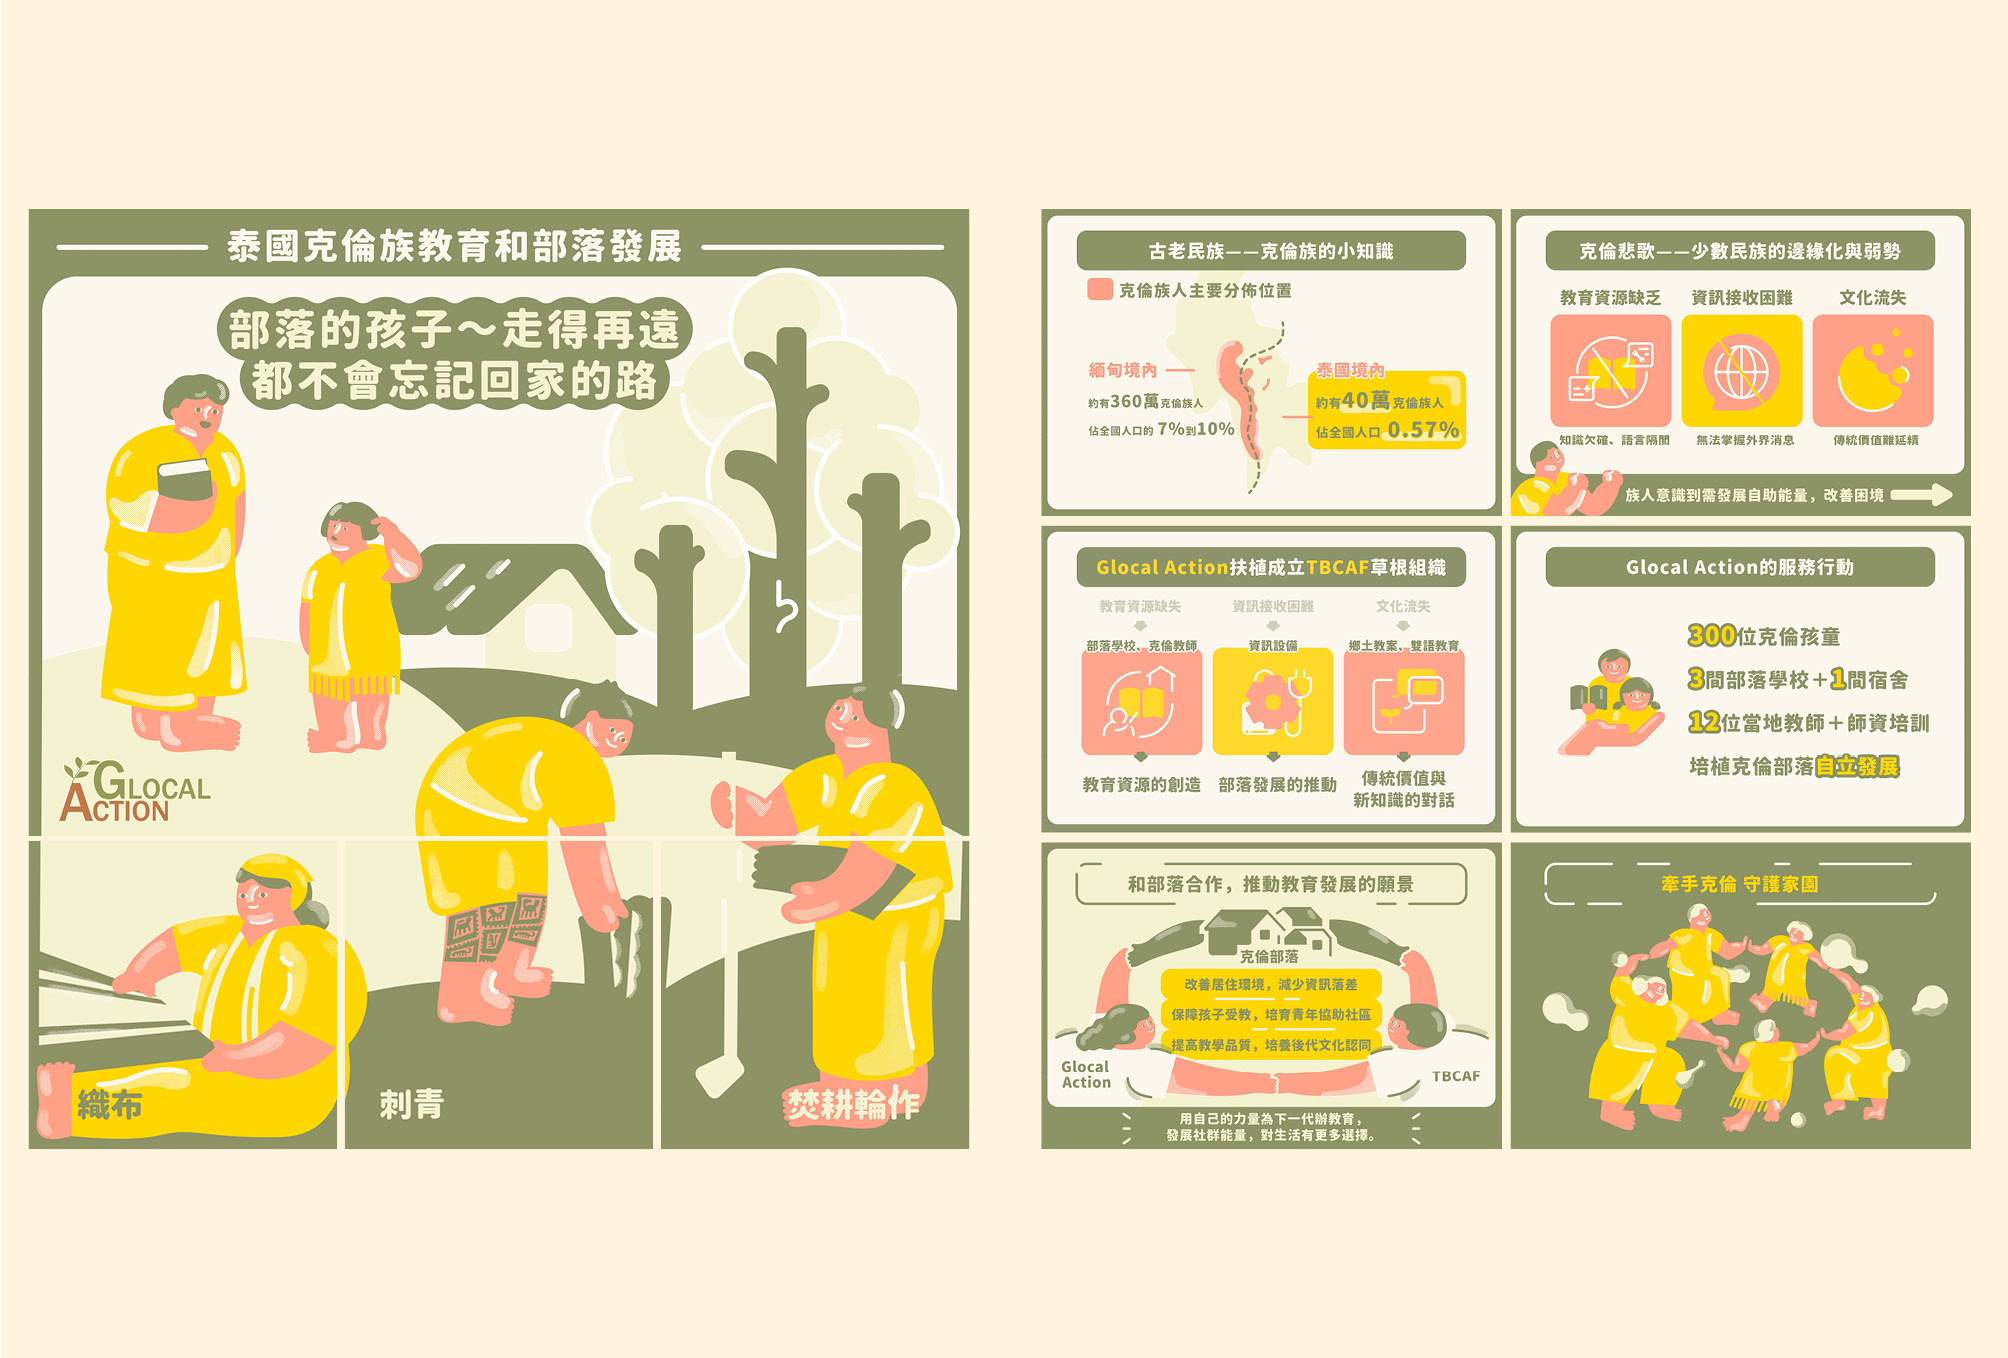 泰國克倫族教育和部落發展
部落的孩子～走得再遠
都不會忘記回家的路
GLOCAL
ACTION
織布
刺青
焚耕輪作
古老民族——克倫族的小知識
克倫族人主要分佈位置
緬甸境內
約有360萬克倫族人
佔全國人口的 7%到10%
泰國境內
約有40萬克倫族人
佔全國人口 0.57%
克倫悲歌——少數民族的邊緣化與弱勢
教育資源缺乏
資訊接收困難
文化流失
知識欠確、語言隔閡
無法掌握外界消息
傳統價值難延續
族人意識到需發展自助能量，改善困境
Glocal Action扶植成立TBCAF草根組織
教育資源缺失
資訊接收困難
文化流失
部落學校、克倫教師
資訊設備
鄉土教案、雙語教育
教育資源的創造
部落發展的推動
傳統價值與
新知識的對話
Glocal Action的服務行動
300位克倫孩童
3間部落學校＋1間宿舍
12位當地教師＋師資培訓
培植克倫部落自立發展
和部落合作，推動教育發展的願景
克倫部落
改善居住環境，減少資訊落差
保障孩子受教，培育青年協助社區
提高教學品質，培養後代文化認同
Glocal
Action
TBCAF
用自己的力量為下一代辦教育，
發展社群能量，對生活有更多選擇。
牽手克倫 守護家園